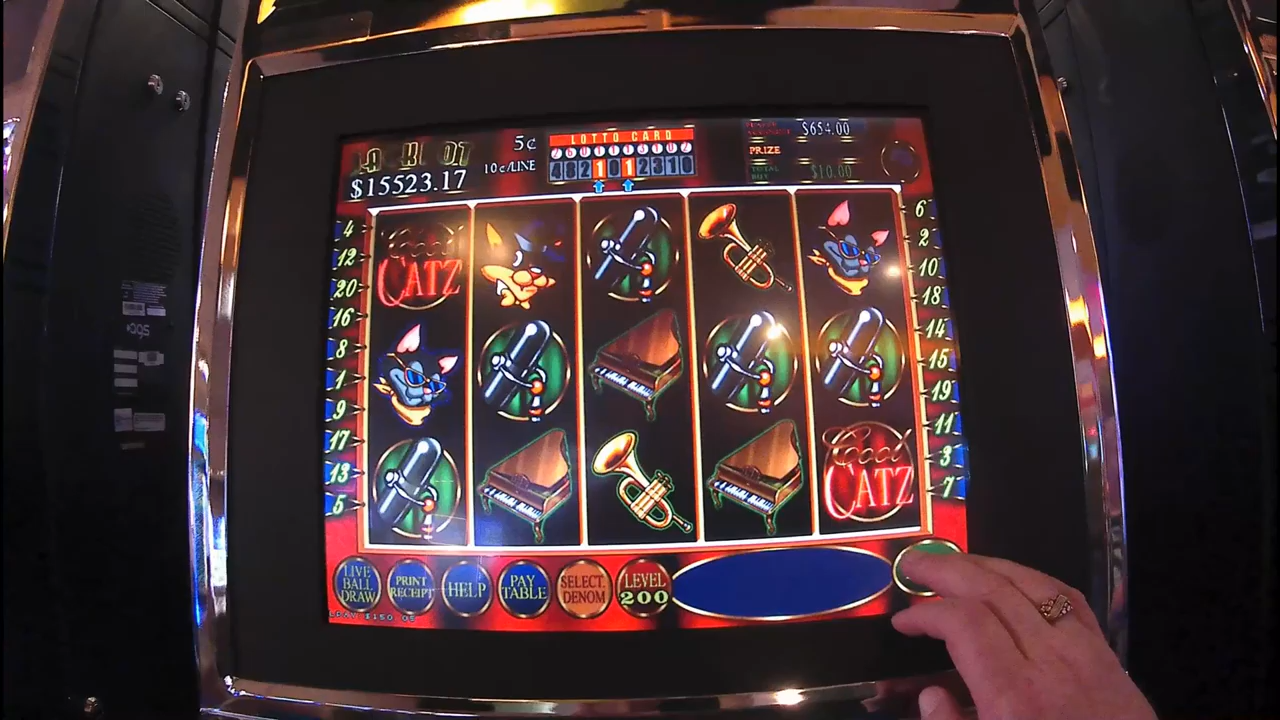 5¢
10¢/LINE
LOTTO CARD
$15523.17
$654.00
PRIZE
TOTAL
$10.00
4
12
20
16
8
1
9
17
13
5
6
2
10
18
14
15
19
11
3
7
Cool
CATZ
Cool
CATZ
LIVE
BALL
DRAW
PRINT
RECEIPT
HELP
PAY
TABLE
SELECT
DENOM
LEVEL
200